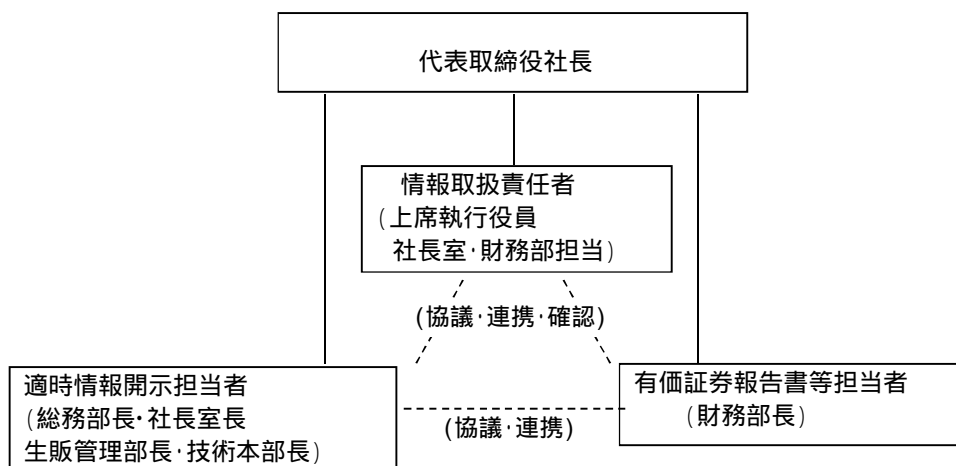 代表取締役社長
情報取扱責任者
(上席執行役員
社長室･財務部担当)
(協議･連携･確認)
適時情報開示担当者
(総務部長･社長室長
生販管理部長･技術本部長)
(協議･連携)
有価証券報告書等担当者
(財務部長)